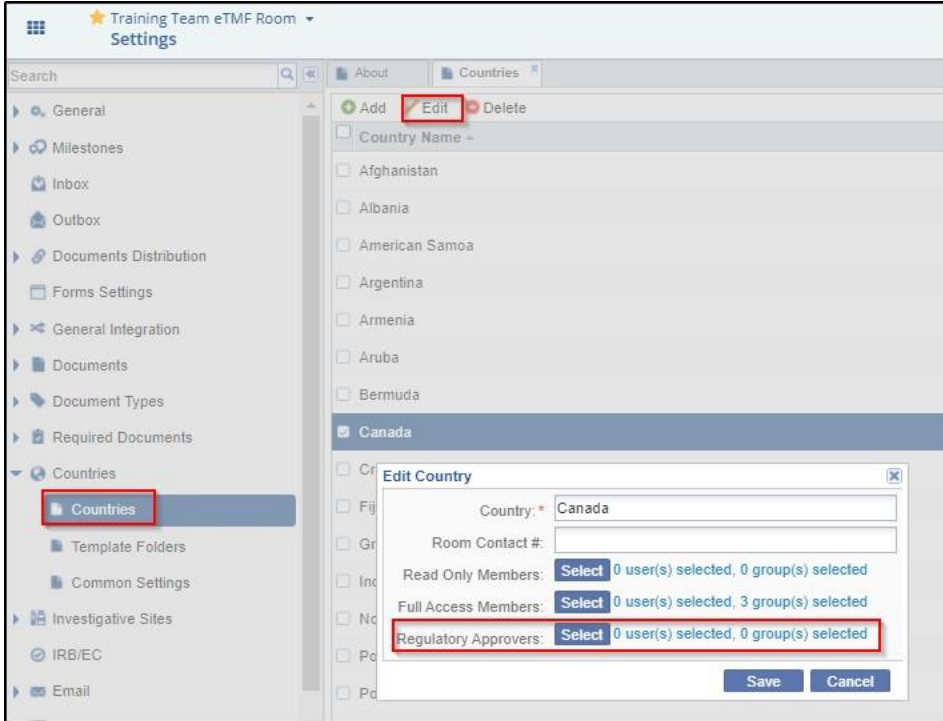 Training Team eTMF Room
Settings
Search
General
Milestones
Inbox
Outbox
Documents Distribution
Forms Settings
General Integration
Documents
Document Types
Required Documents
Countries
Countries
Template Folders
Common Settings
Investigative Sites
IRB/EC
Email
About
Countries
Add Edit Delete
Country Name
Afghanistan
Albania
American Samoa
Argentina
Armenia
Aruba
Bermuda
Canada
Edit Country
Country: * Canada
Room Contact #:
Read Only Members: Select 0 user(s) selected, 0 group(s) selected
Full Access Members: Select 0 user(s) selected, 3 group(s) selected
Regulatory Approvers: Select 0 user(s) selected, 0 group(s) selected
Save Cancel